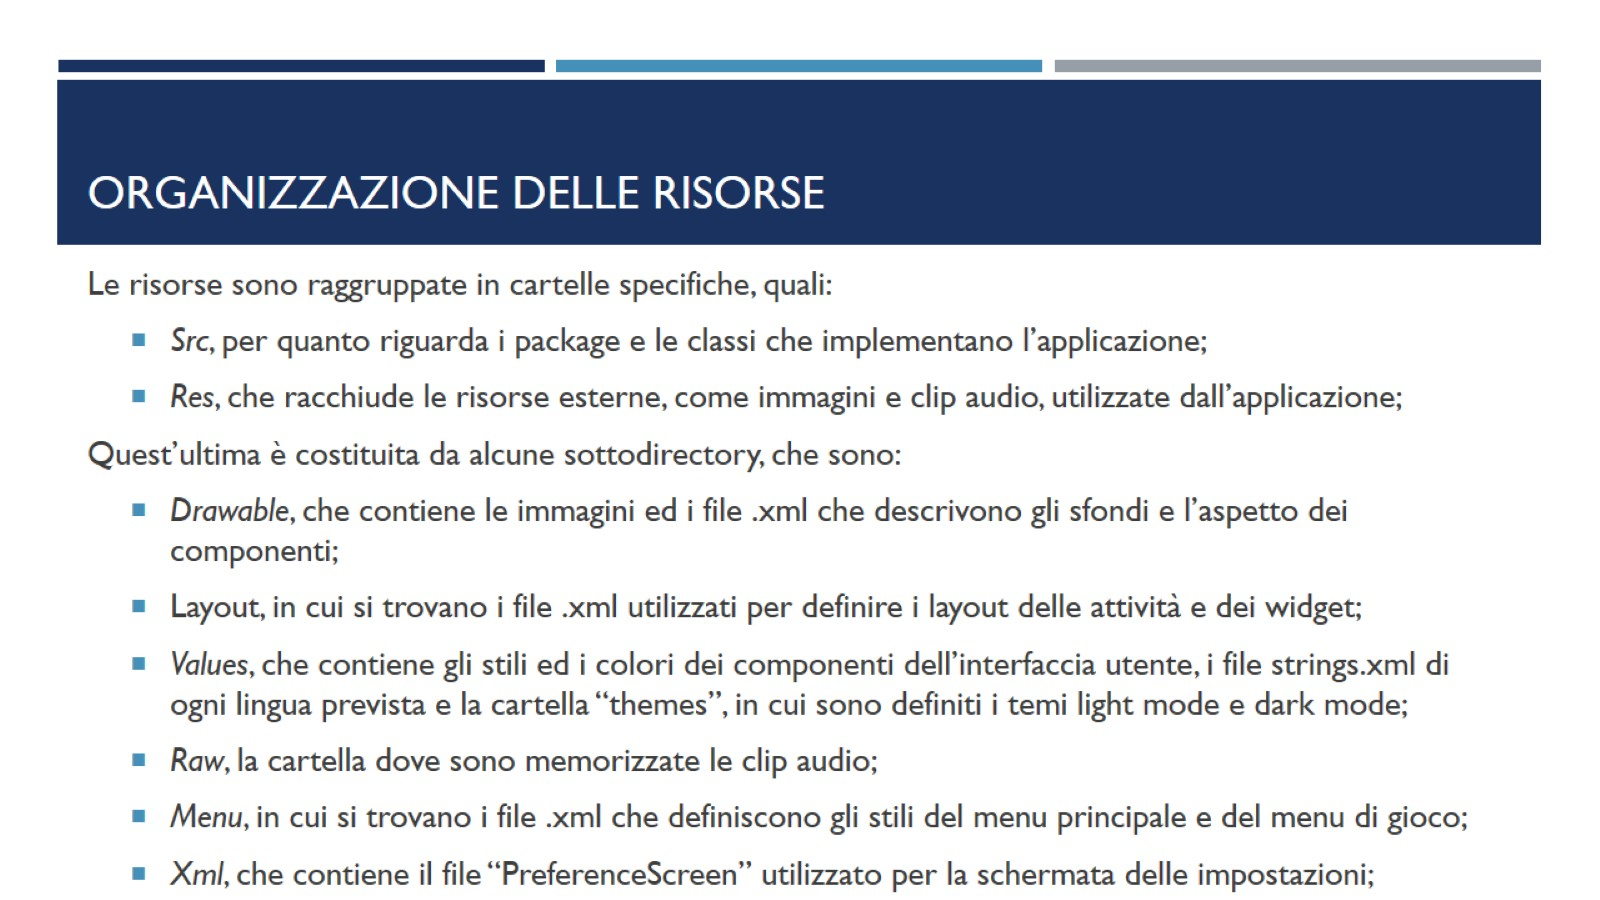 ORGANIZZAZIONE DELLE RISORSE
Le risorse sono raggruppate in cartelle specifiche, quali:
Src, per quanto riguarda i package e le classi che implementano l’applicazione;
Res, che racchiude le risorse esterne, come immagini e clip audio, utilizzate dall’applicazione;
Quest’ultima è costituita da alcune sottodirectory, che sono:
Drawable, che contiene le immagini ed i file .xml che descrivono gli sfondi e l’aspetto dei
componenti;
Layout, in cui si trovano i file .xml utilizzati per definire i layout delle attività e dei widget;
Values, che contiene gli stili ed i colori dei componenti dell’interfaccia utente, i file strings.xml di
ogni lingua prevista e la cartella “themes”, in cui sono definiti i temi light mode e dark mode;
Raw, la cartella dove sono memorizzate le clip audio;
Menu, in cui si trovano i file .xml che definiscono gli stili del menu principale e del menu di gioco;
Xml, che contiene il file “PreferenceScreen” utilizzato per la schermata delle impostazioni;